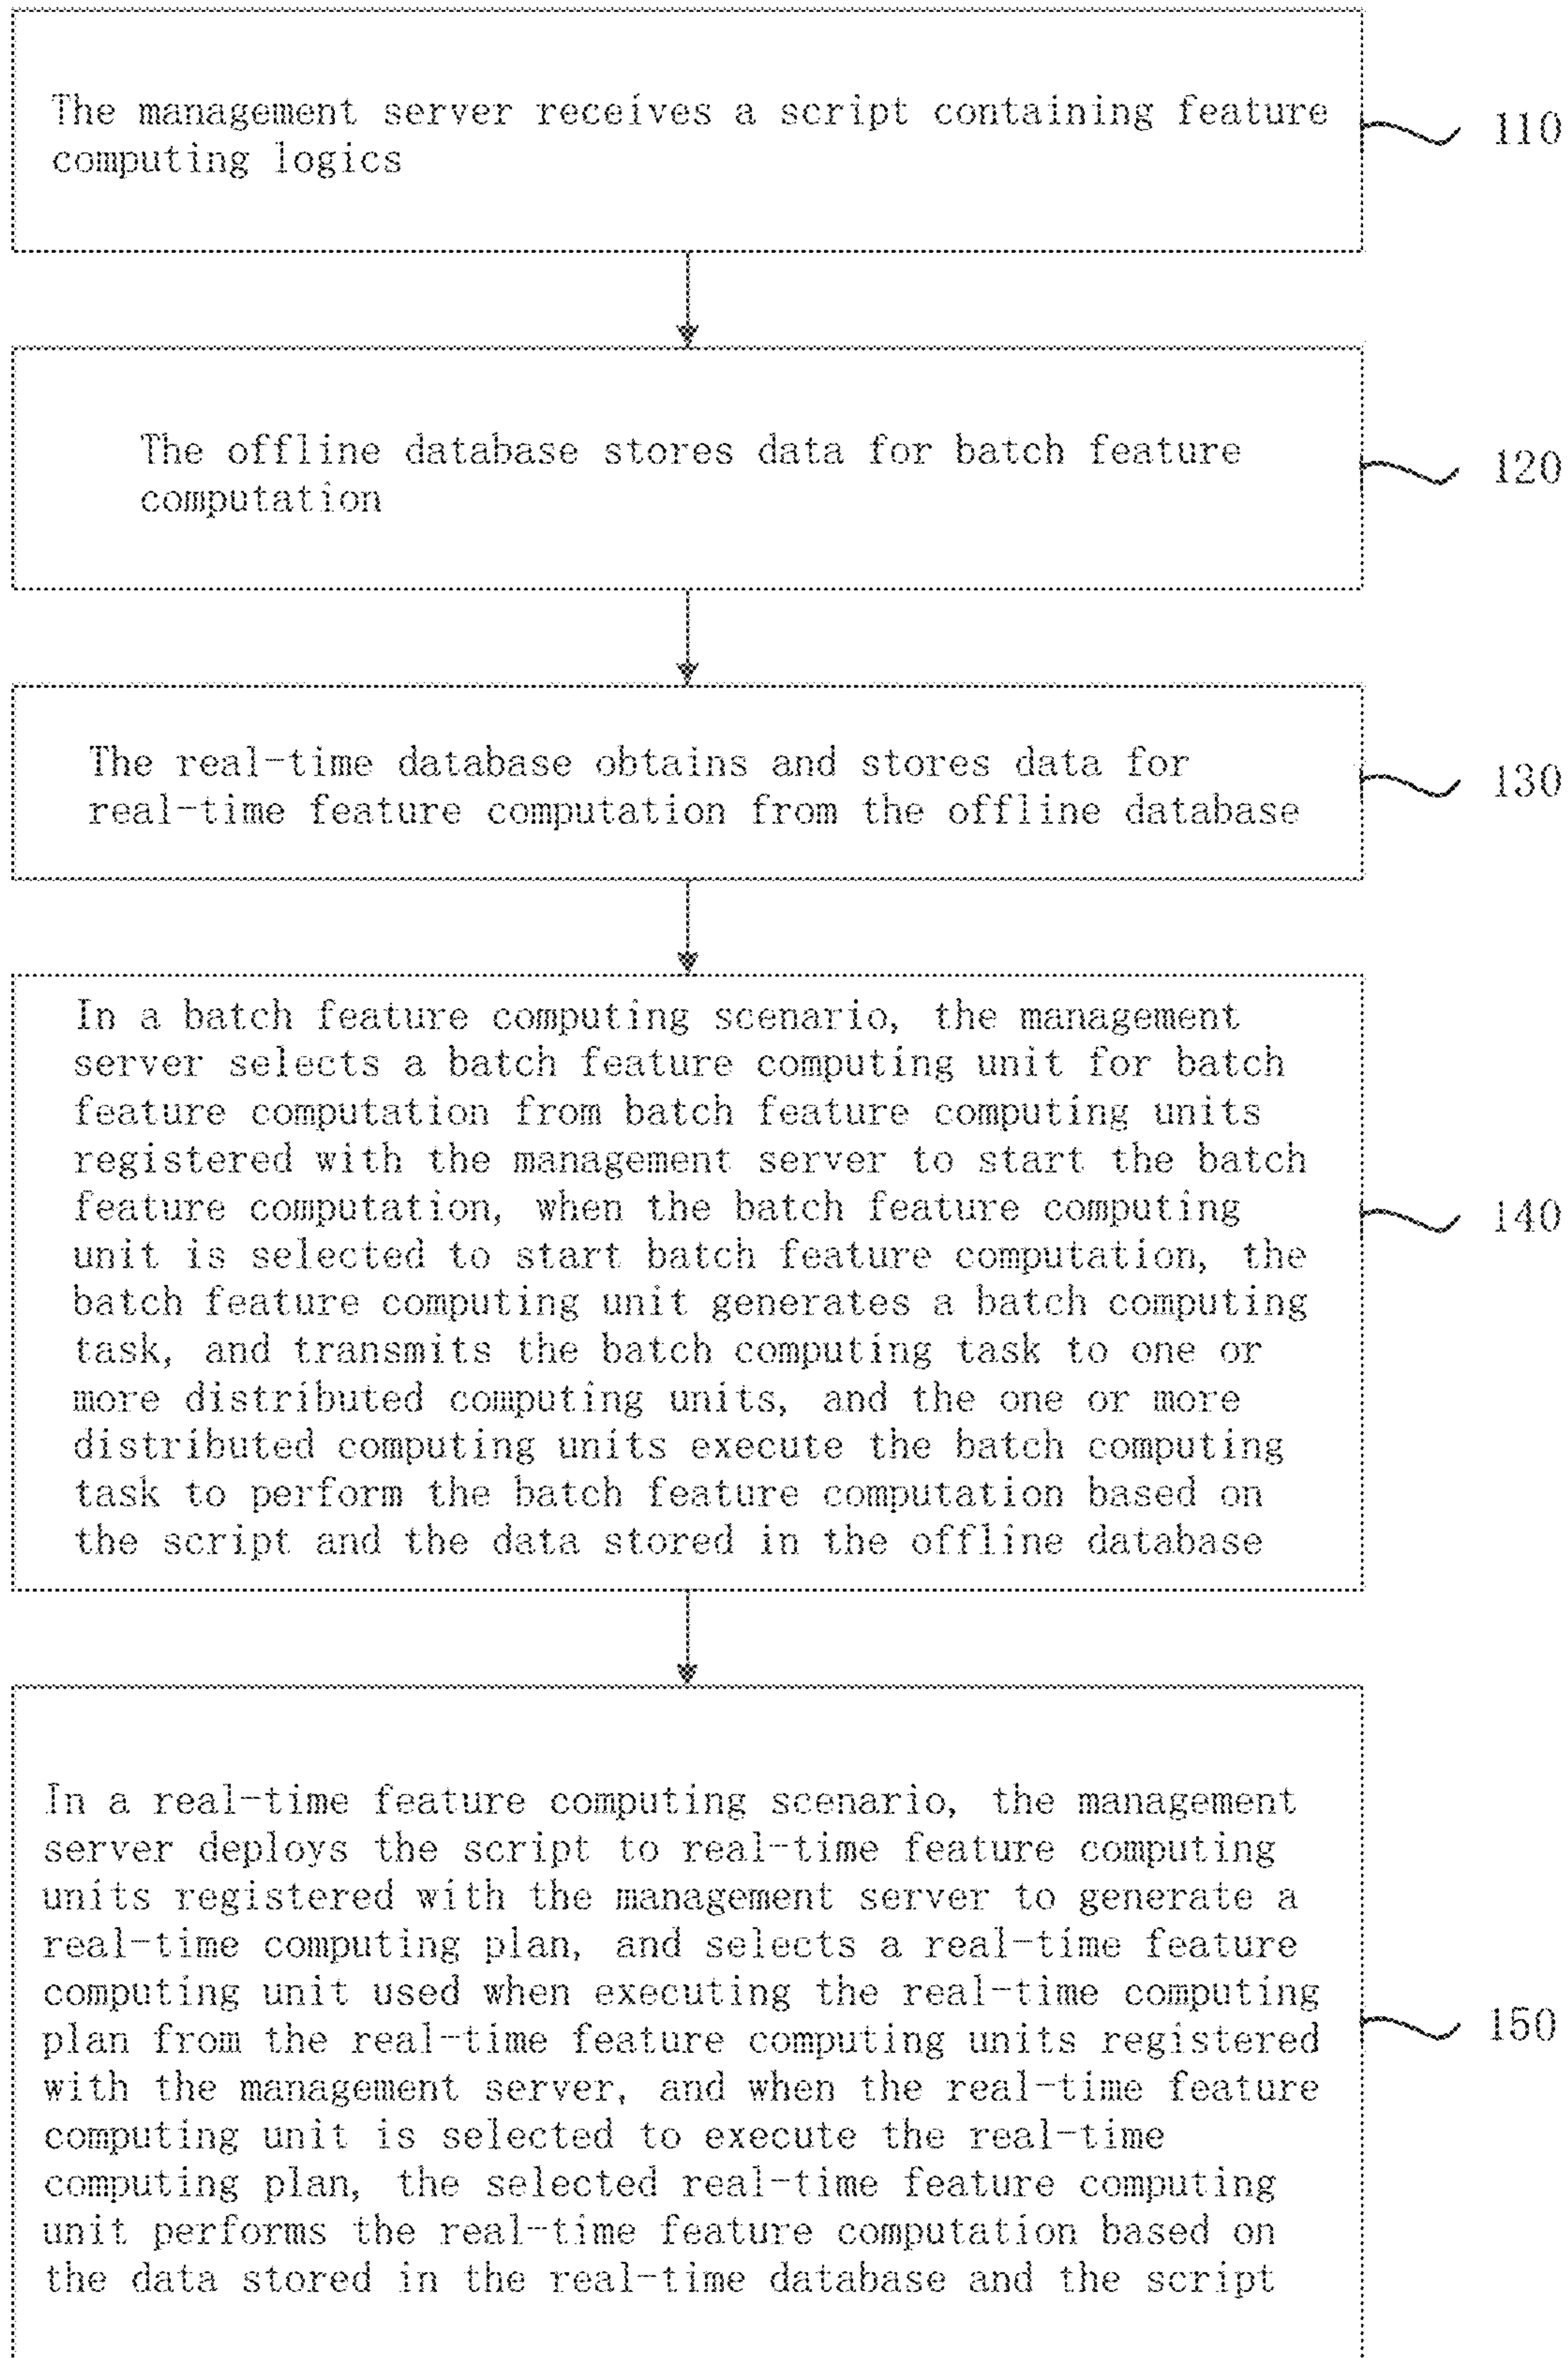 The management server receives a script containing feature
computing logics
110
The offline database stores data for batch feature
computation
120
The real-time database obtains and stores data for
real-time feature computation from the offline database
130
In a batch feature computing scenario, the management
server selects a batch feature computing unit for batch
feature computation from batch feature computing units
registered with the management server to start the batch
feature computation, when the batch feature computing
unit is selected to start batch feature computation, the
batch feature computing unit generates a batch computing
task, and transmits the batch computing task to one or
more distributed computing units, and the one or more
distributed computing units execute the batch computing
task to perform the batch feature computation based on
the script and the data stored in the offline database
140
In a real-time feature computing scenario, the management
server deploys the script to real-time feature computing
units registered with the management server to generate a
real-time computing plan, and selects a real-time feature
computing unit used when executing the real-time computing
plan from the real-time feature computing units registered
with the management server, and when the real-time feature
computing unit is selected to execute the real-time
computing plan, the selected real-time feature computing
unit performs the real-time feature computation based on
the data stored in the real-time database and the script
150